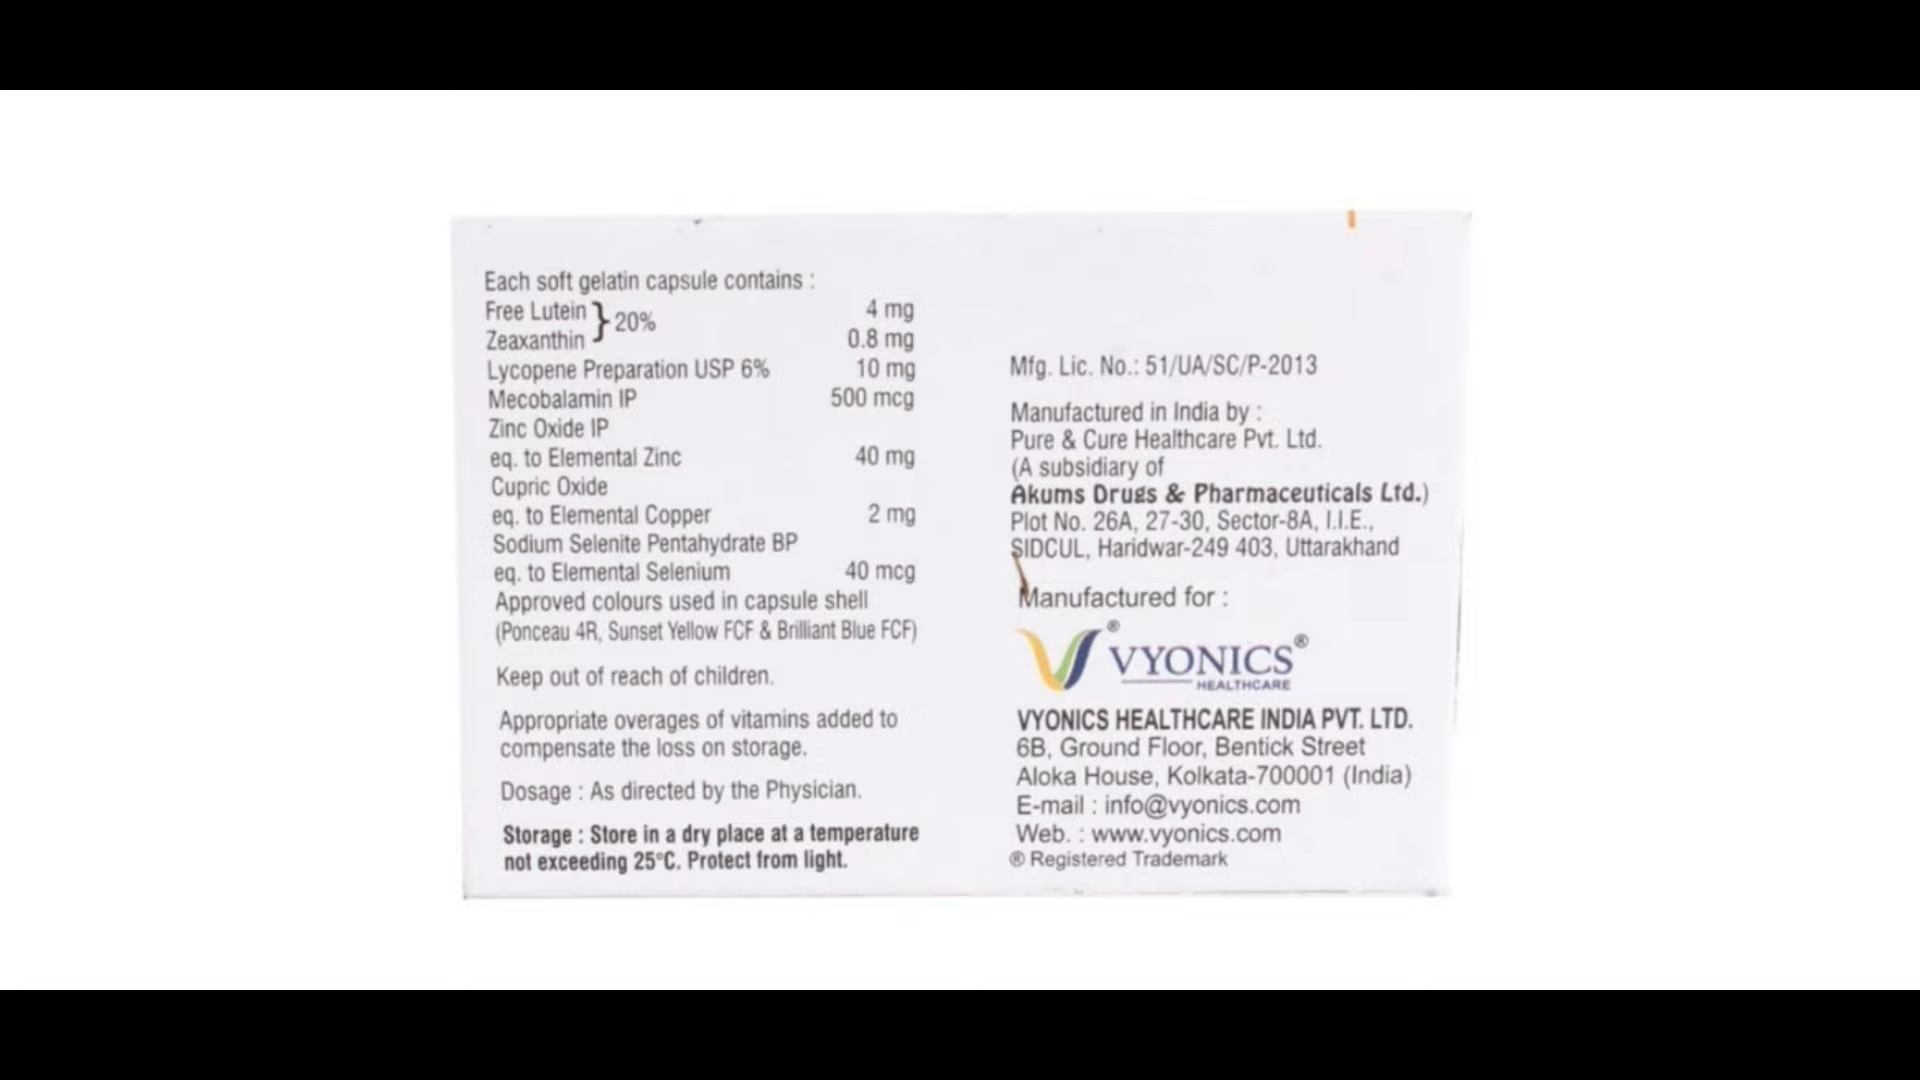 Each soft gelatin capsule contains :
Free Lutein } 20% 4 mg
Zeaxanthin 0.8 mg
Lycopene Preparation USP 6% 10 mg
Mecobalamin IP 500 mcg
Zinc Oxide IP
eq. to Elemental Zinc 40 mg
Cupric Oxide
eq. to Elemental Copper 2 mg
Sodium Selenite Pentahydrate BP
eq. to Elemental Selenium 40 mcg
Approved colours used in capsule shell
(Ponceau 4R, Sunset Yellow FCF & Brilliant Blue FCF)
Keep out of reach of children.
Appropriate overages of vitamins added to
compensate the loss on storage.
Dosage : As directed by the Physician.
Storage : Store in a dry place at a temperature
not exceeding 25°C. Protect from light.
Mfg. Lic. No.: 51/UA/SC/P-2013
Manufactured in India by :
Pure & Cure Healthcare Pvt. Ltd.
(A subsidiary of
Akums Drugs & Pharmaceuticals Ltd.)
Plot No. 26A, 27-30, Sector-8A, I.I.E.,
SIDCUL, Haridwar-249 403, Uttarakhand
Manufactured for :
® VYONICS®
HEALTHCARE
VYONICS HEALTHCARE INDIA PVT. LTD.
6B, Ground Floor, Bentick Street
Aloka House, Kolkata-700001 (India)
E-mail : info@vyonics.com
Web. : www.vyonics.com
® Registered Trademark